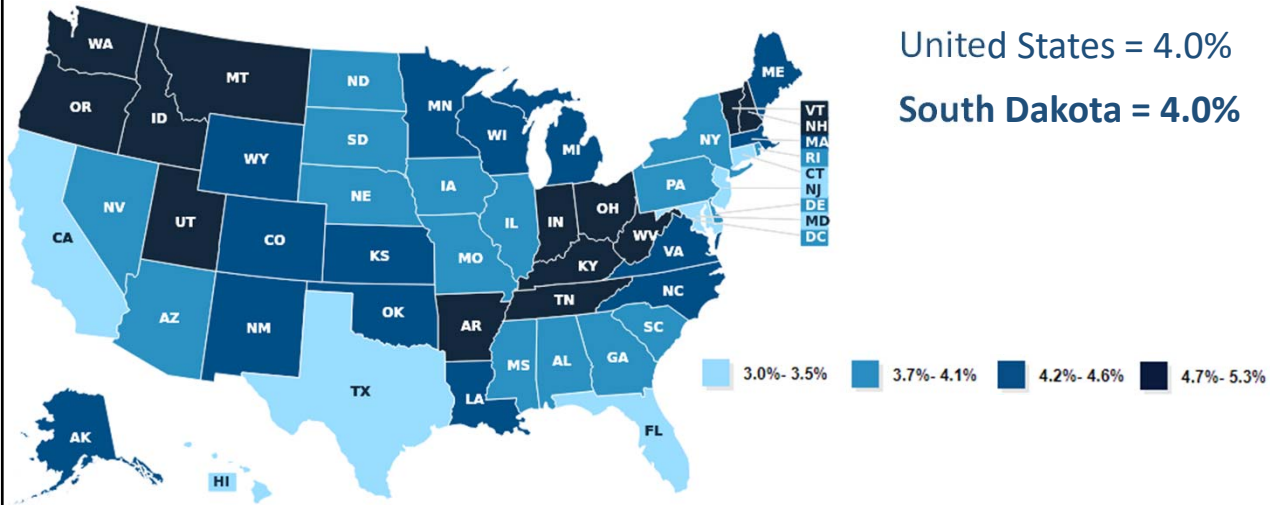 United States = 4.0%
South Dakota = 4.0%
WA
MT
ND
MN
ME
OR
ID
SD
WI
MI
NY
VT
NH
MA
RI
CT
NJ
DE
MD
DC
WY
NE
IA
PA
NV
UT
CO
IL
IN
OH
WV
VA
CA
KS
MO
KY
NC
AZ
NM
OK
AR
TN
SC
TX
MS
AL
GA
LA
FL
AK
HI
3.0%- 3.5%
3.7%- 4.1%
4.2%- 4.6%
4.7%- 5.3%